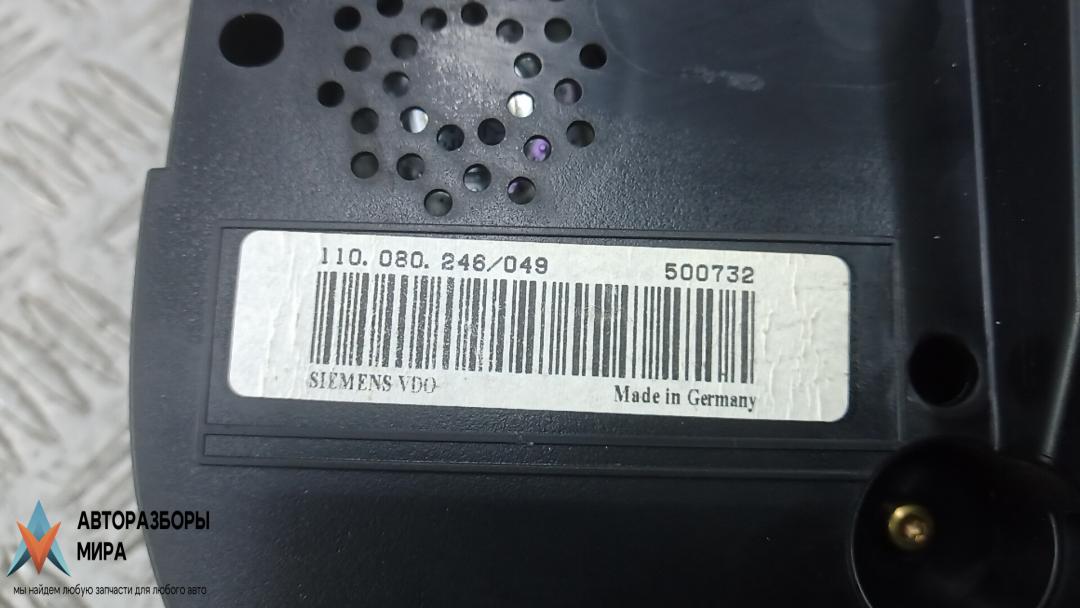 110.080.246/049 500732
SIEMENS VDO
Made in Germany
АВТОРАЗБОРЫ
МИРА
мы найдем любую запчасти для любого авто